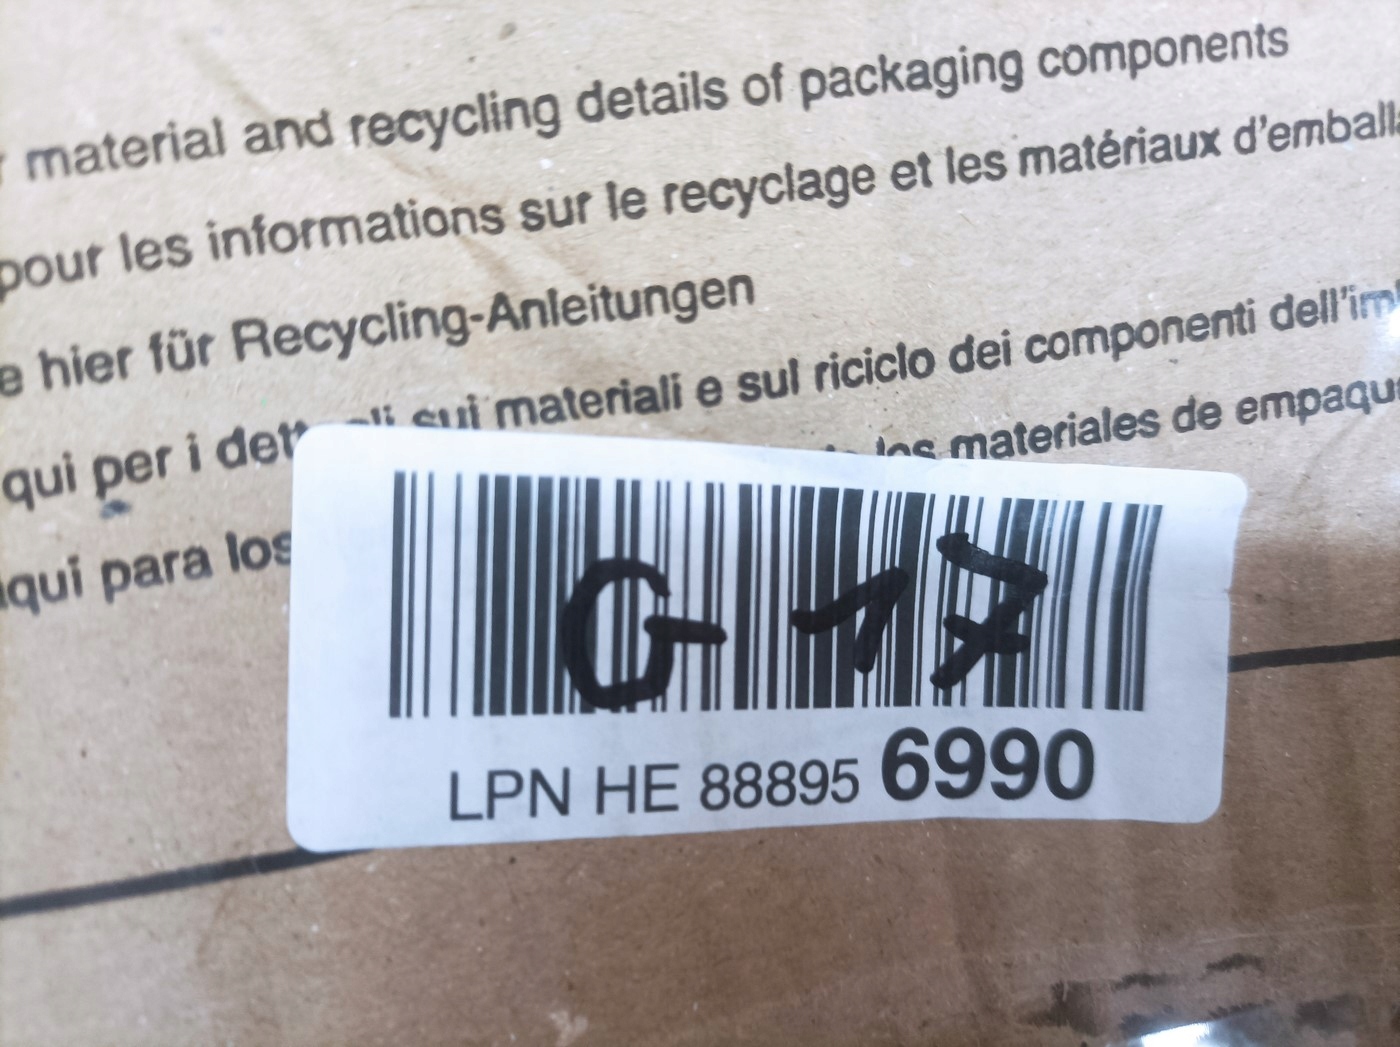 material and recycling details of packaging components
pour les informations sur le recyclage et les matériaux d'emball
hier für Recycling-Anleitungen
qui per i sui materiali e sul riciclo dei componenti dell'im
qui para los los materiales de empaqu
G-17
LPN HE 88895 6990